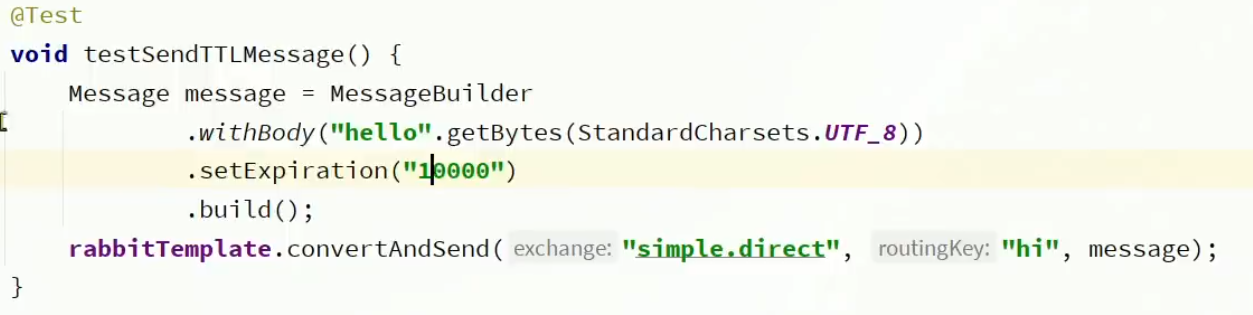 @Test
void testSendTTLMessage() {
    Message message = MessageBuilder
            .withBody("hello".getBytes(StandardCharsets.UTF_8))
            .setExpiration("10000")
            .build();
    rabbitTemplate.convertAndSend( exchange: "simple.direct", routingKey: "hi", message);
}